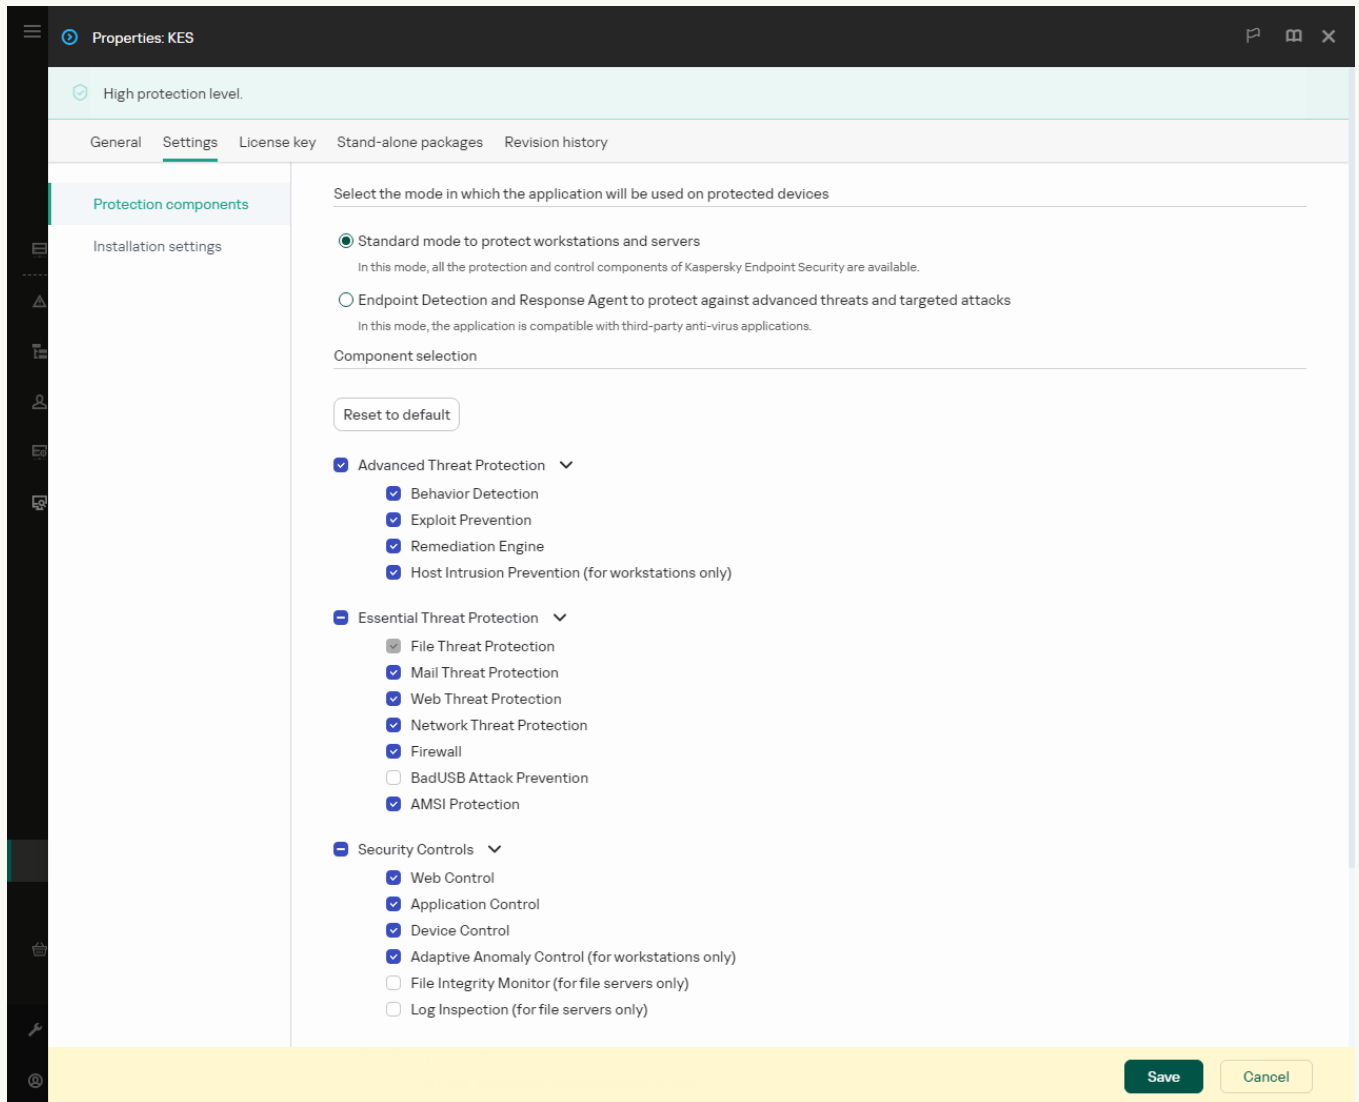 Properties: KES
High protection level.
General Settings License key Stand-alone packages Revision history
Protection components
Installation settings
Select the mode in which the application will be used on protected devices
Standard mode to protect workstations and servers
In this mode, all the protection and control components of Kaspersky Endpoint Security are available.
Endpoint Detection and Response Agent to protect against advanced threats and targeted attacks
In this mode, the application is compatible with third-party anti-virus applications.
Component selection
Reset to default
Advanced Threat Protection
Behavior Detection
Exploit Prevention
Remediation Engine
Host Intrusion Prevention (for workstations only)
Essential Threat Protection
File Threat Protection
Mail Threat Protection
Web Threat Protection
Network Threat Protection
Firewall
BadUSB Attack Prevention
AMSI Protection
Security Controls
Web Control
Application Control
Device Control
Adaptive Anomaly Control (for workstations only)
File Integrity Monitor (for file servers only)
Log Inspection (for file servers only)
Save Cancel